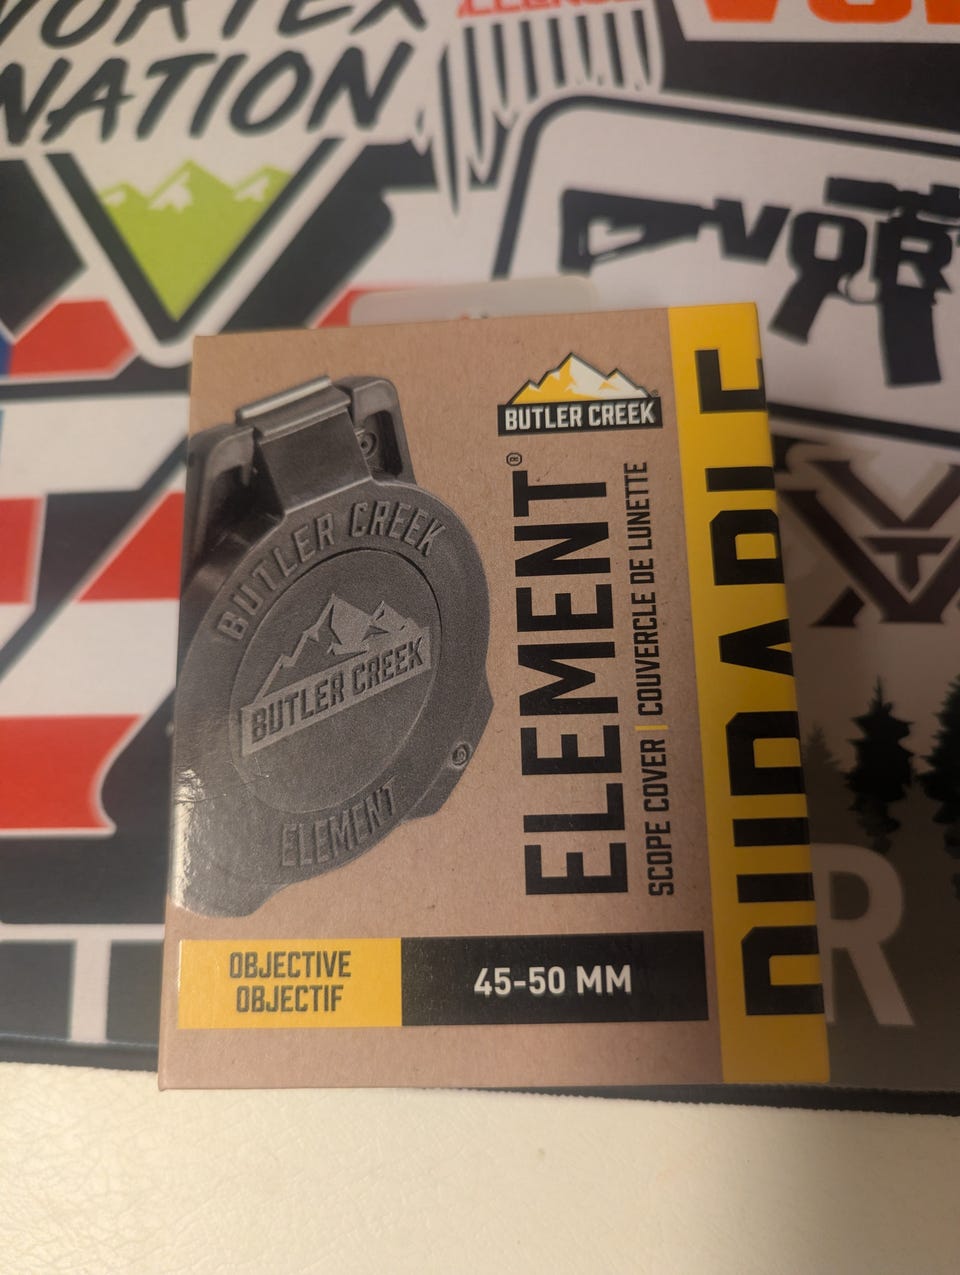 VORTEX
NATION
VORT
BUTLER CREEK
ELEMENT®
SCOPE COVER | COUVERCLE DE LUNETTE
BUTLER CREEK
BUTLER CREEK
ELEMENT
OBJECTIVE
OBJECTIF
45-50 MM
R